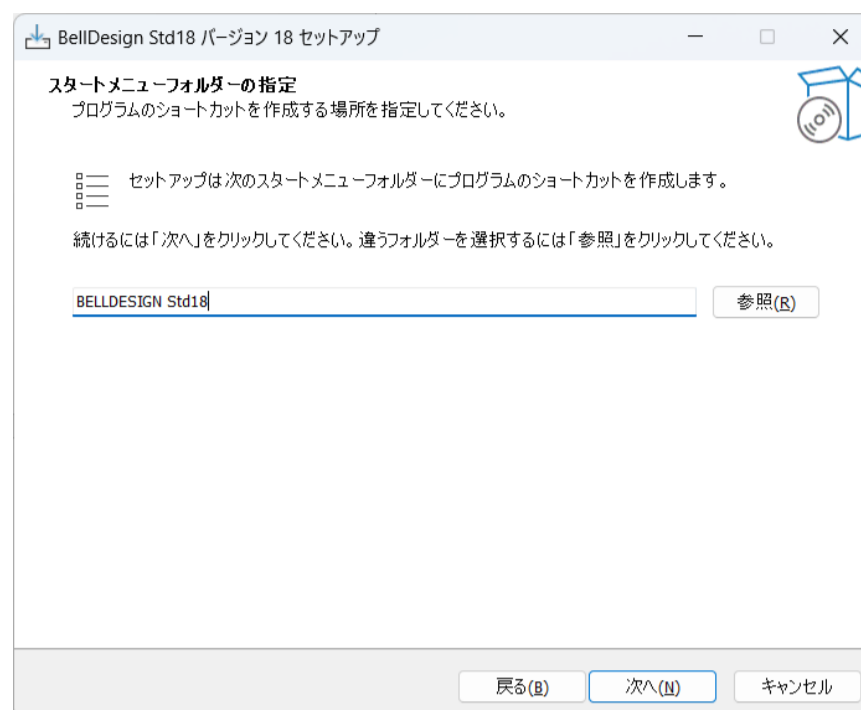 BellDesign Std18 バージョン 18 セットアップ
スタートメニューフォルダーの指定
プログラムのショートカットを作成する場所を指定してください。
セットアップは次のスタートメニューフォルダーにプログラムのショートカットを作成します。
続けるには「次へ」をクリックしてください。違うフォルダーを選択するには「参照」をクリックしてください。
BELLDESIGN Std18
参照(R)
戻る(B)
次へ(N)
キャンセル